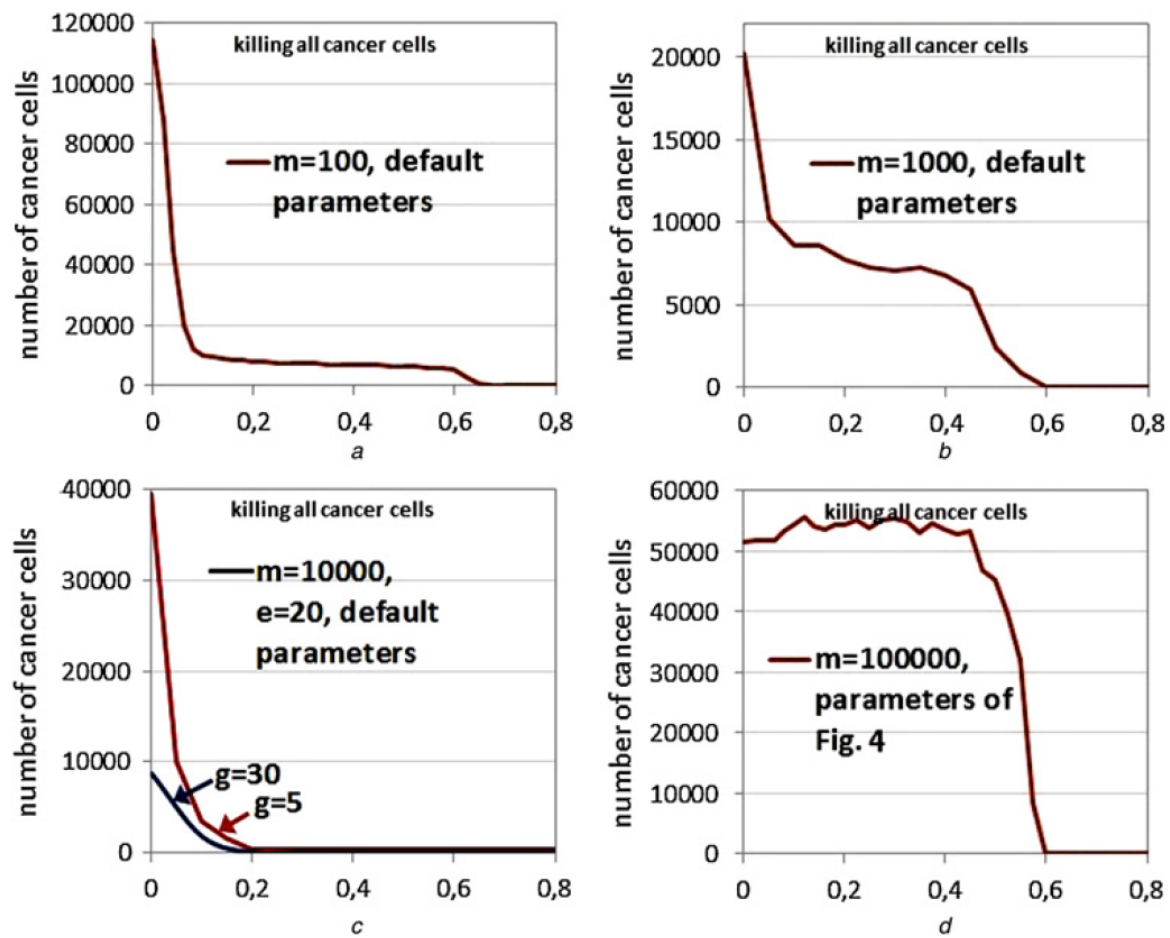 120000
100000
80000
60000
40000
20000
0
number of cancer cells
killing all cancer cells
m=100, default
parameters
0 0,2 0,4 0,6 0,8
a
20000
15000
10000
5000
0
number of cancer cells
killing all cancer cells
m=1000, default
parameters
0 0,2 0,4 0,6 0,8
b
40000
30000
20000
10000
0
number of cancer cells
killing all cancer cells
m=10000,
e=20, default
parameters
g=30
g=5
0 0,2 0,4 0,6 0,8
c
60000
50000
40000
30000
20000
10000
0
number of cancer cells
killing all cancer cells
m=100000,
parameters of
Fig. 4
0 0,2 0,4 0,6 0,8
d